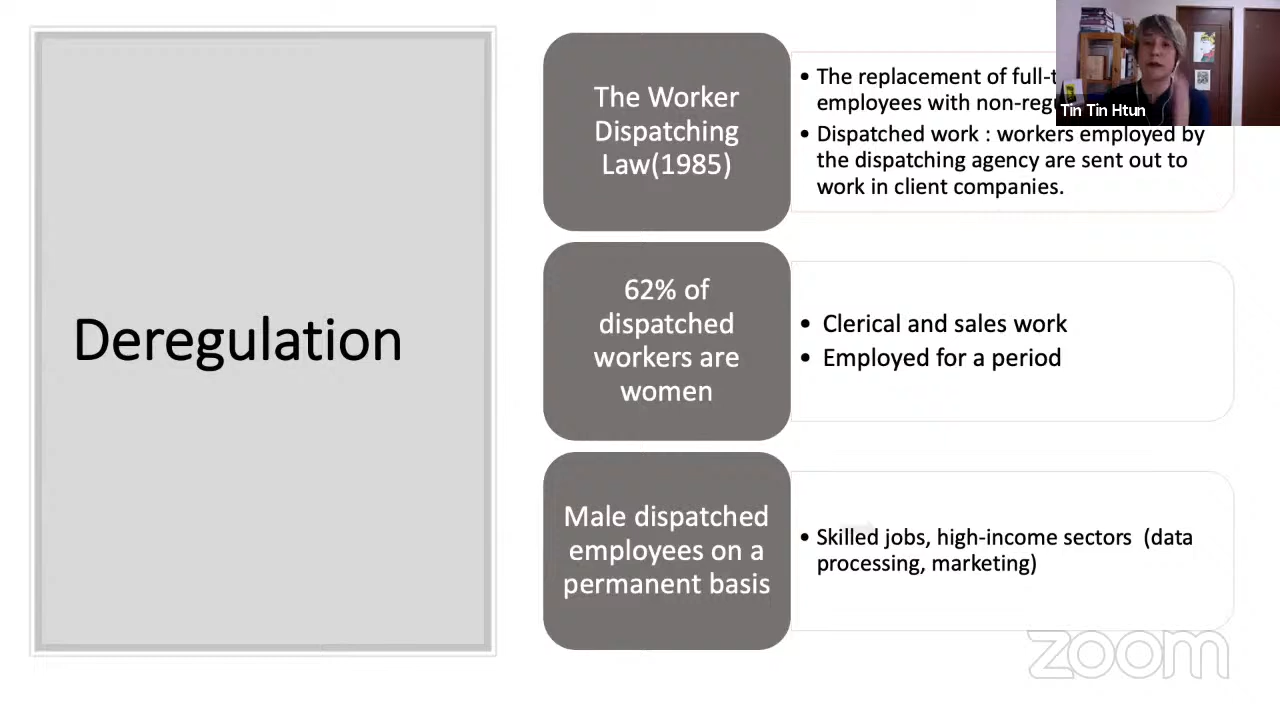 Deregulation
The Worker
Dispatching
Law(1985)
• The replacement of
employees with
• Dispatched work : workers employed by
the dispatching agency are sent out to
work in client companies.
62% of
dispatched
workers are
women
• Clerical and sales work
• Employed for a period
Male dispatched
employees on a
permanent basis
• Skilled jobs, high-income sectors (data
processing, marketing)
Tin Tin Htun
zoom